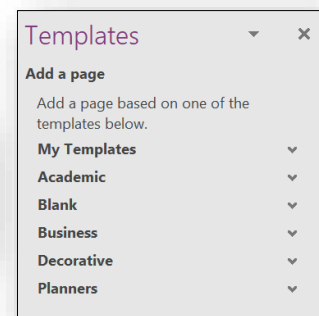 Templates
Add a page
Add a page based on one of the
templates below.
My Templates
Academic
Blank
Business
Decorative
Planners